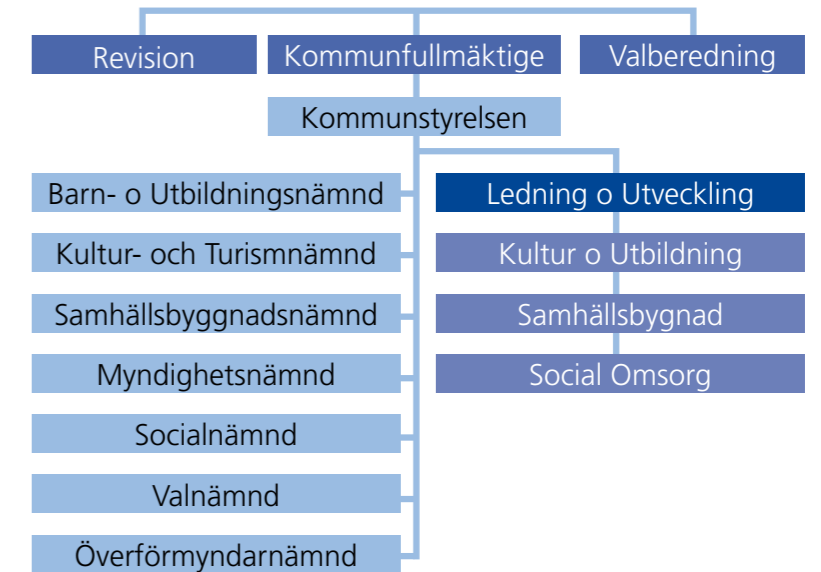 Revision
Kommunfullmäktige
Valberedning
Kommunstyrelsen
Barn- o Utbildningsnämnd
Kultur- och Turismnämnd
Samhällsbyggnadsnämnd
Myndighetsnämnd
Socialnämnd
Valnämnd
Överförmyndarnämnd
Ledning o Utveckling
Kultur o Utbildning
Samhällsbygnad
Social Omsorg